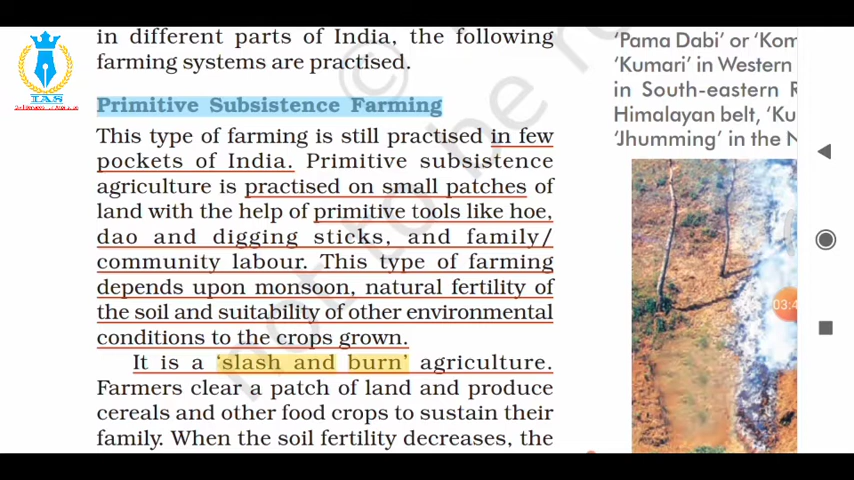 in different parts of India, the following
farming systems are practised.
Primitive Subsistence Farming
This type of farming is still practised in few
pockets of India. Primitive subsistence
agriculture is practised on small patches of
land with the help of primitive tools like hoe,
dao and digging sticks, and family/
community labour. This type of farming
depends upon monsoon, natural fertility of
the soil and suitability of other environmental
conditions to the crops grown.
It is a ‘slash and burn’ agriculture.
Farmers clear a patch of land and produce
cereals and other food crops to sustain their
family. When the soil fertility decreases, the
'Pama Dabi' or 'Kom
'Kumari' in Western
in South-eastern R
Himalayan belt, 'Ku
'Jhumming' in the N
IAS
© not to be re
03:4